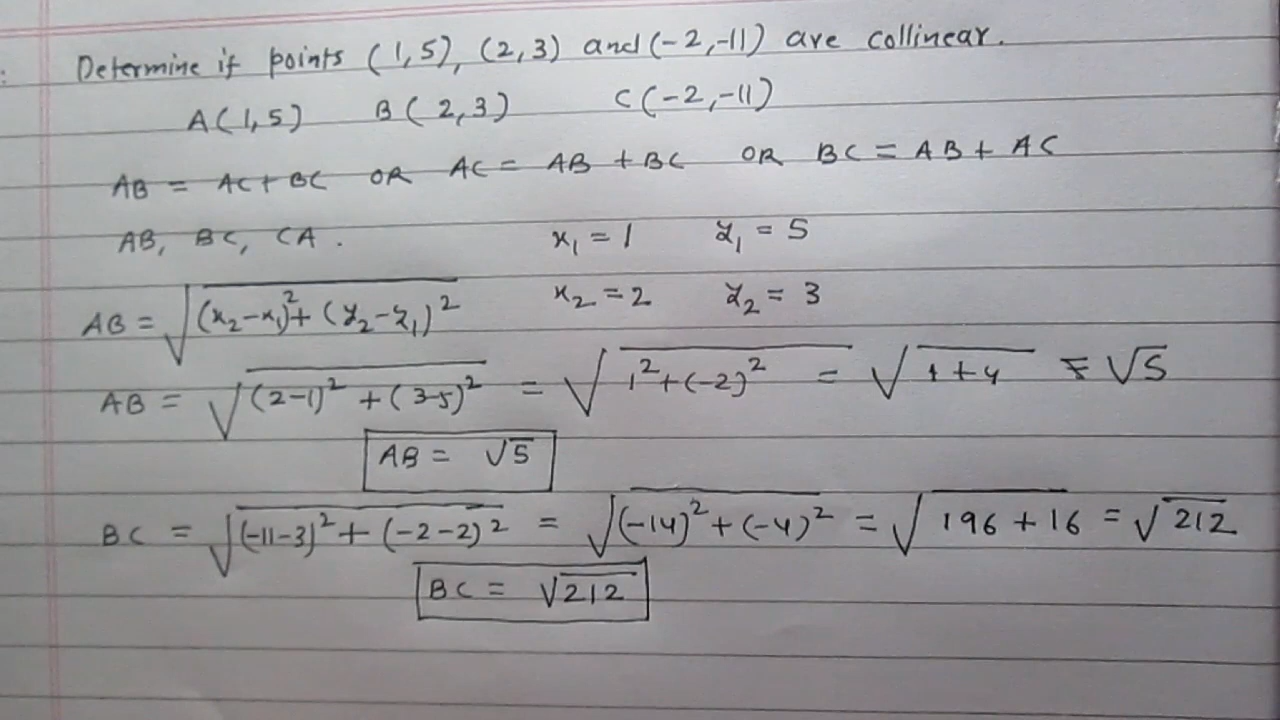 Determine if points (1,5), (2,3) and (-2,-11) are collinear.
A(1,5) B(2,3) C(-2,-11)
AB = AC+BC OR AC = AB + BC OR BC = AB + AC
AB, BC, CA. x₁ = 1 y₁ = 5
AB = √(x₂-x₁)² + (y₂-y₁)² x₂ = 2 y₂ = 3
AB = √(2-1)² + (3-5)² = √1² + (-2)² = √1+4 = √5
AB = √5
BC = √(-11-3)² + (-2-2)² = √(-14)² + (-4)² = √196 + 16 = √212
BC = √212